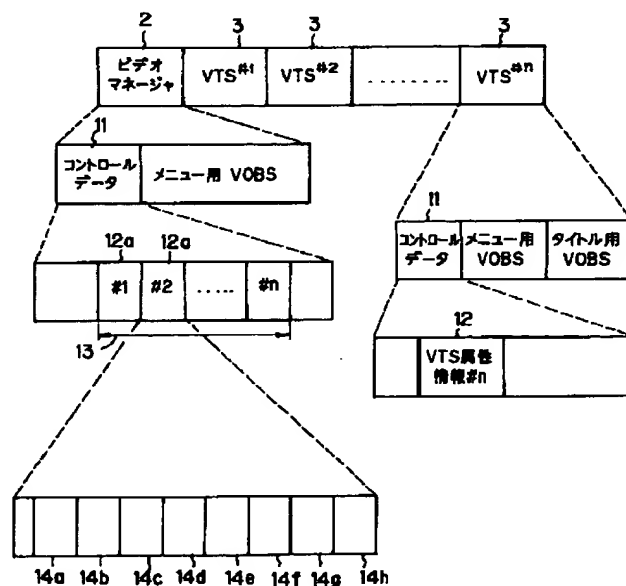 2
3
3
3
ビデオ
マネージャ
VTS#1
VTS#2
.........
VTS#n
11
コントロール
データ
メニュー用 VOBS
11
コントロール
データ
メニュー用
VOBS
タイトル用
VOBS
12a
12a
#1
#2
.....
#n
13
12
VTS属性
情報#n
14a
14b
14c
14d
14e
14f
14g
14h